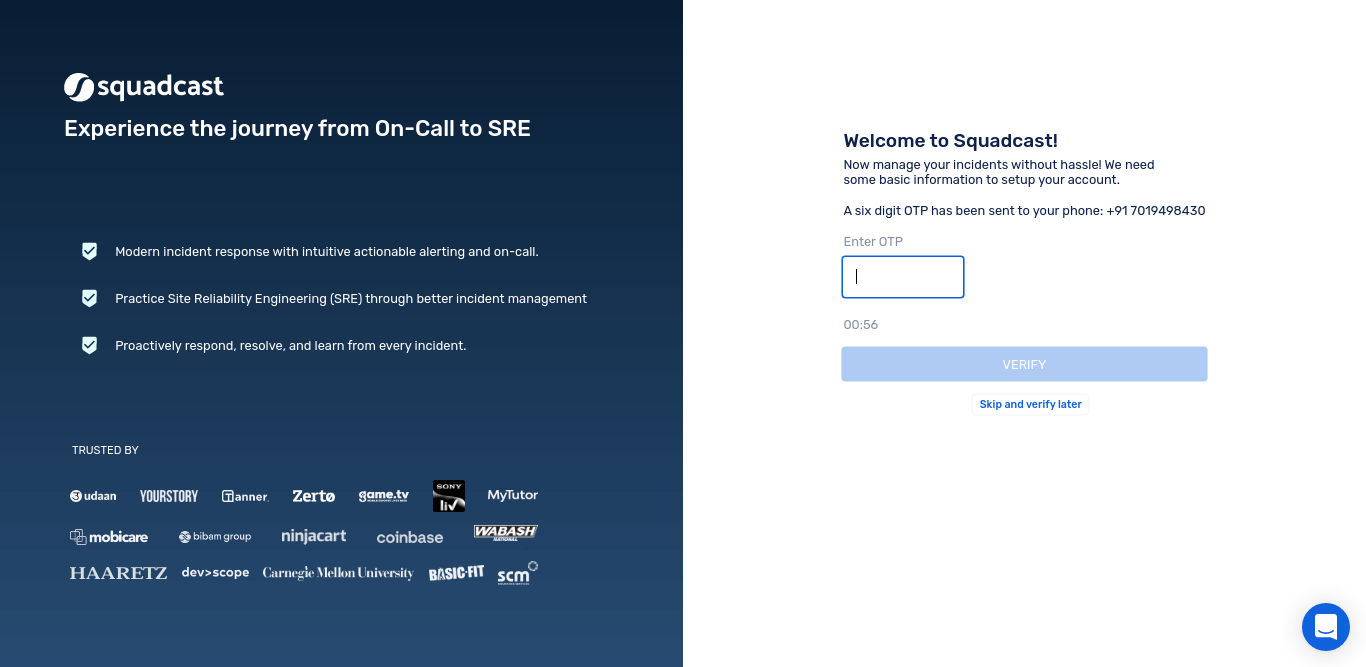 squadcast
Experience the journey from On-Call to SRE
Modern incident response with intuitive actionable alerting and on-call.
Practice Site Reliability Engineering (SRE) through better incident management
Proactively respond, resolve, and learn from every incident.
TRUSTED BY
udaan YOURSTORY Tanner. Zerto game.tv SONY liv MyTutor
mobicare bibam group ninjacart coinbase WABASH NATIONAL
HAARETZ dev>scope Carnegie Mellon University BASIC-FIT scm
Welcome to Squadcast!
Now manage your incidents without hassle! We need
some basic information to setup your account.
A six digit OTP has been sent to your phone: +91 7019498430
Enter OTP
00:56
VERIFY
Skip and verify later